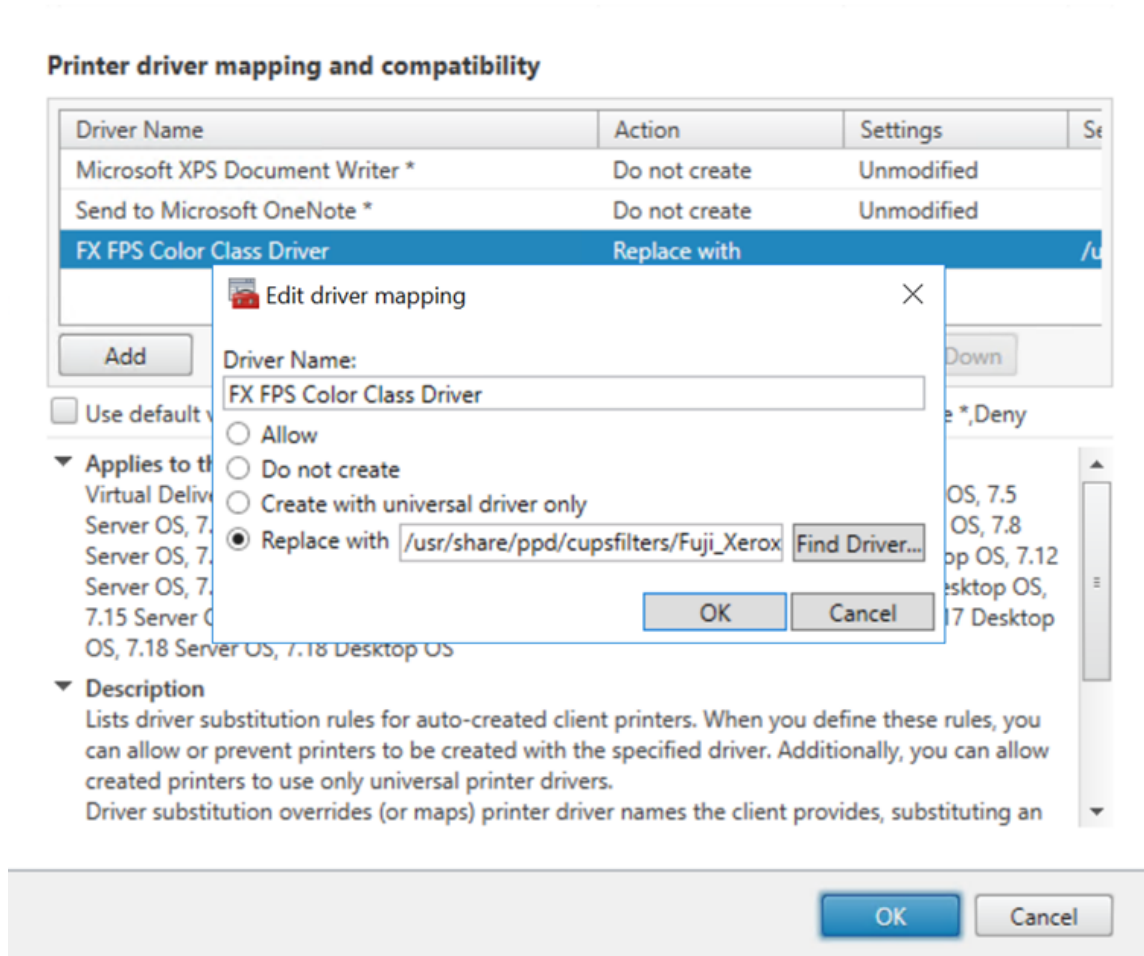 Printer driver mapping and compatibility
Driver Name Action Settings
Microsoft XPS Document Writer * Do not create Unmodified
Send to Microsoft OneNote * Do not create Unmodified
FX FPS Color Class Driver Replace with /u
Edit driver mapping
Driver Name:
FX FPS Color Class Driver
Allow
Do not create
Create with universal driver only
Replace with /usr/share/ppd/cupsfilters/Fuji_Xerox Find Driver...
OK Cancel
Add Down
Use default e *,Deny
Applies to th
Virtual Delive OS, 7.5
Server OS, 7. OS, 7.8
Server OS, 7. op OS, 7.12
Server OS, 7. esktop OS,
7.15 Server 17 Desktop
OS, 7.18 Server OS, 7.18 Desktop OS
Description
Lists driver substitution rules for auto-created client printers. When you define these rules, you
can allow or prevent printers to be created with the specified driver. Additionally, you can allow
created printers to use only universal printer drivers.
Driver substitution overrides (or maps) printer driver names the client provides, substituting an
OK Cancel